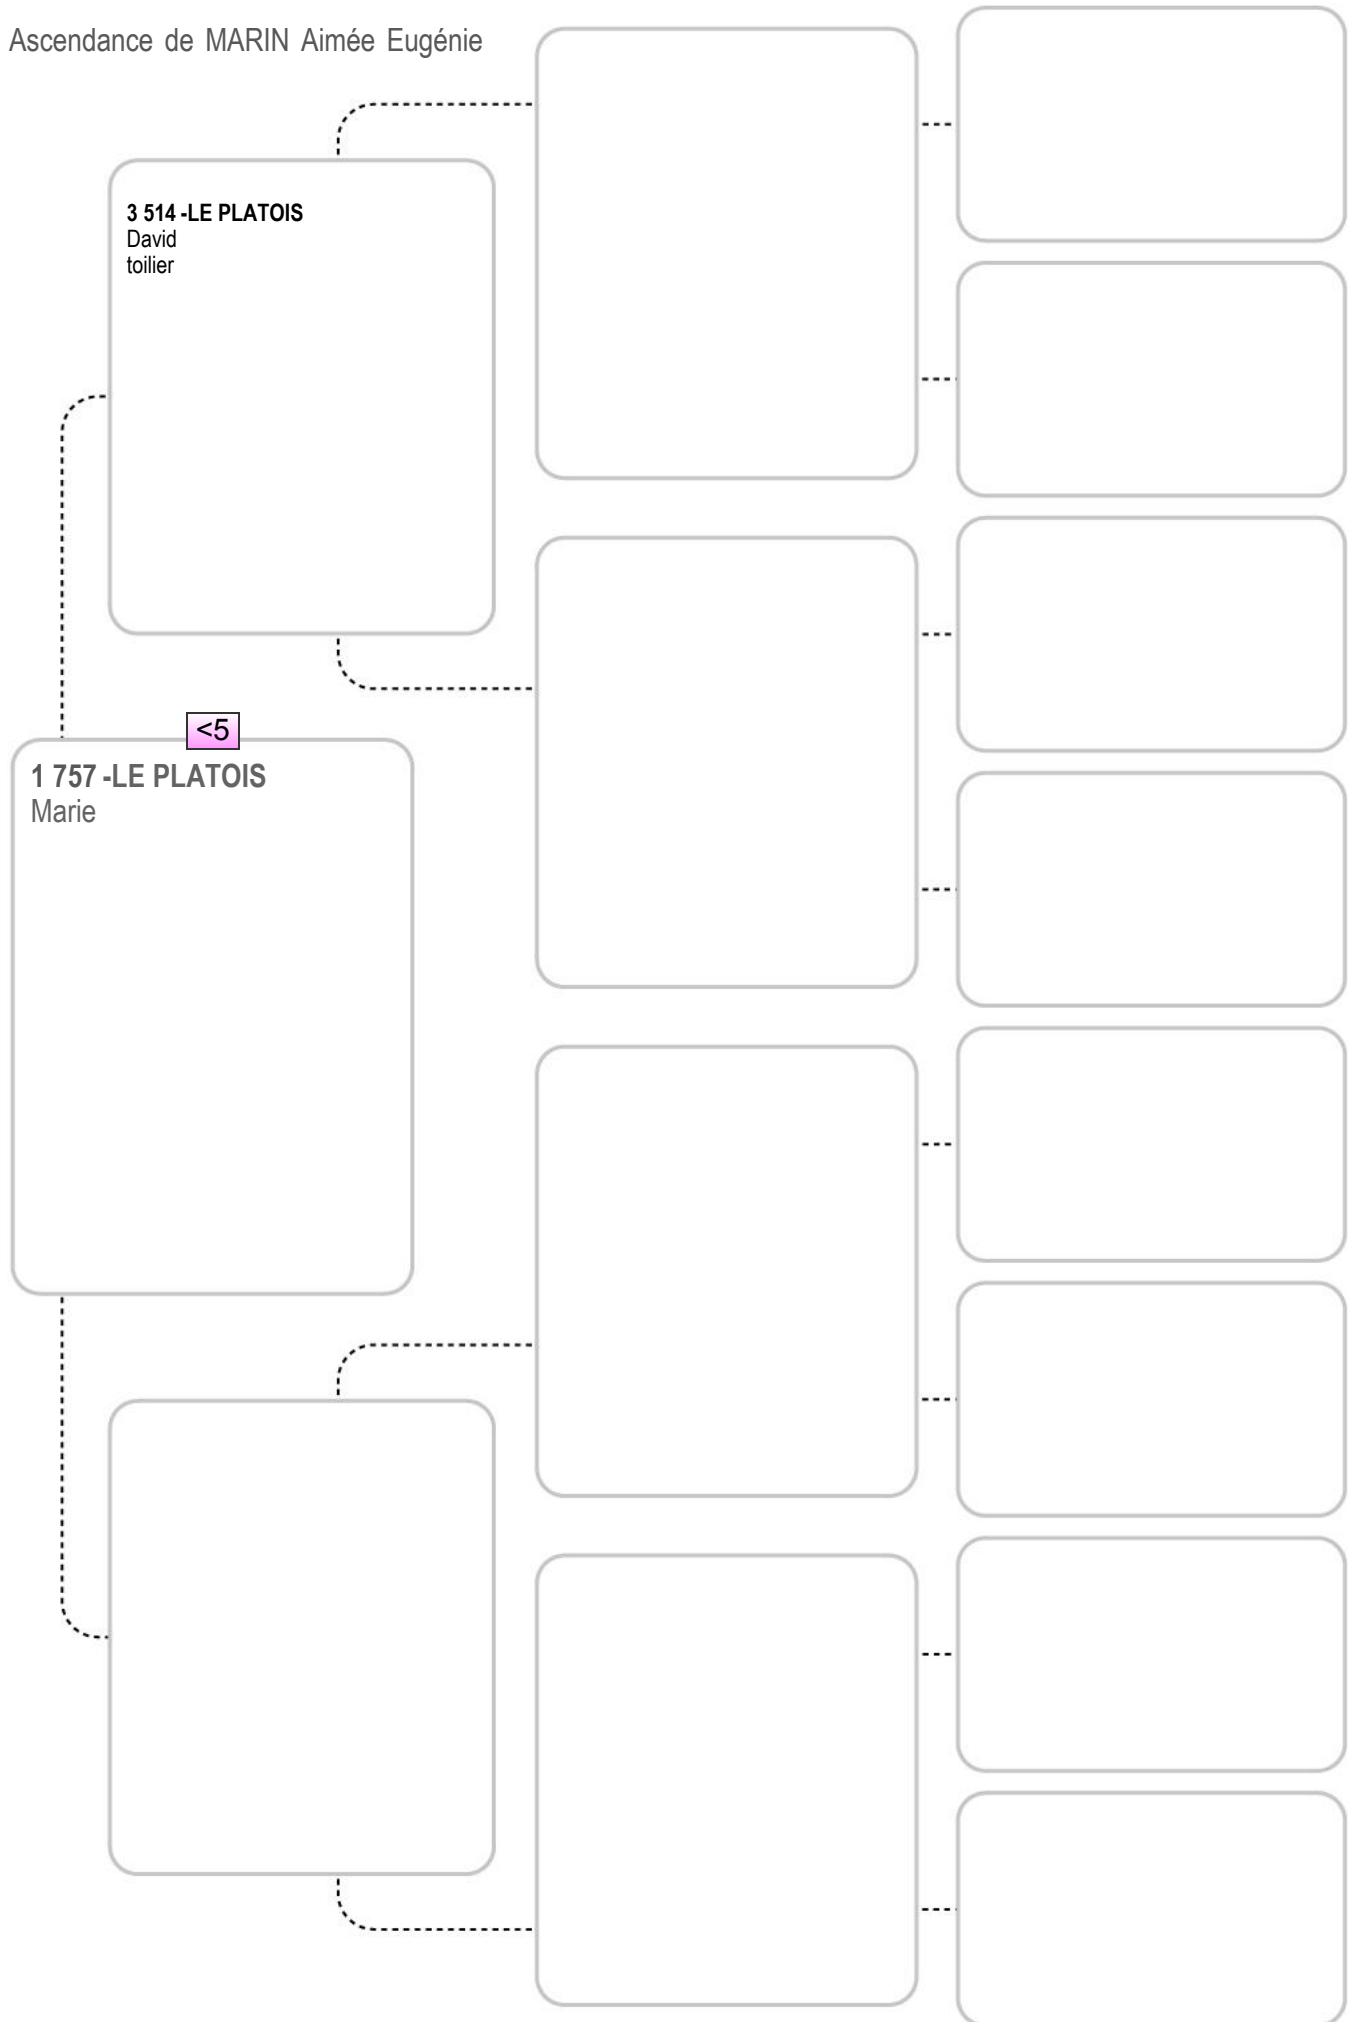 Ascendance de MARIN Aimée Eugénie
3 514 -LE PLATOIS
David
toilier
<5
1 757 -LE PLATOIS
Marie